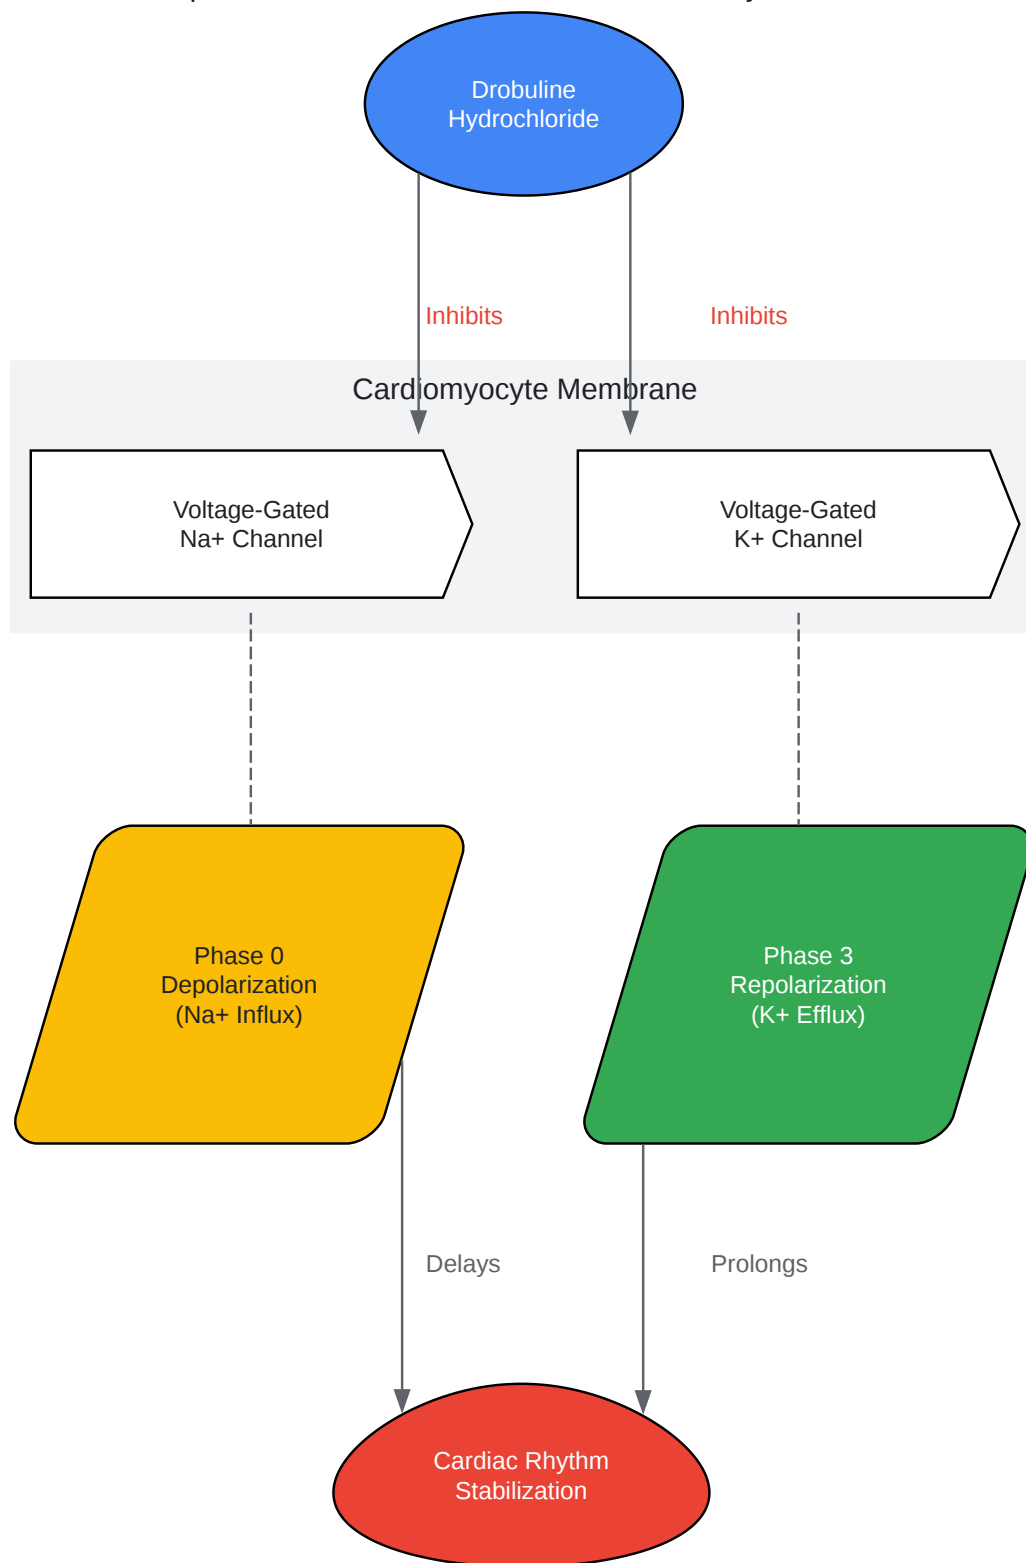 Drobuline
Hydrochloride
Inhibits
Inhibits
Cardiomyocyte Membrane
Voltage-Gated
Na+ Channel
Voltage-Gated
K+ Channel
Phase 0
Depolarization
(Na+ Influx)
Phase 3
Repolarization
(K+ Efflux)
Delays
Prolongs
Cardiac Rhythm
Stabilization